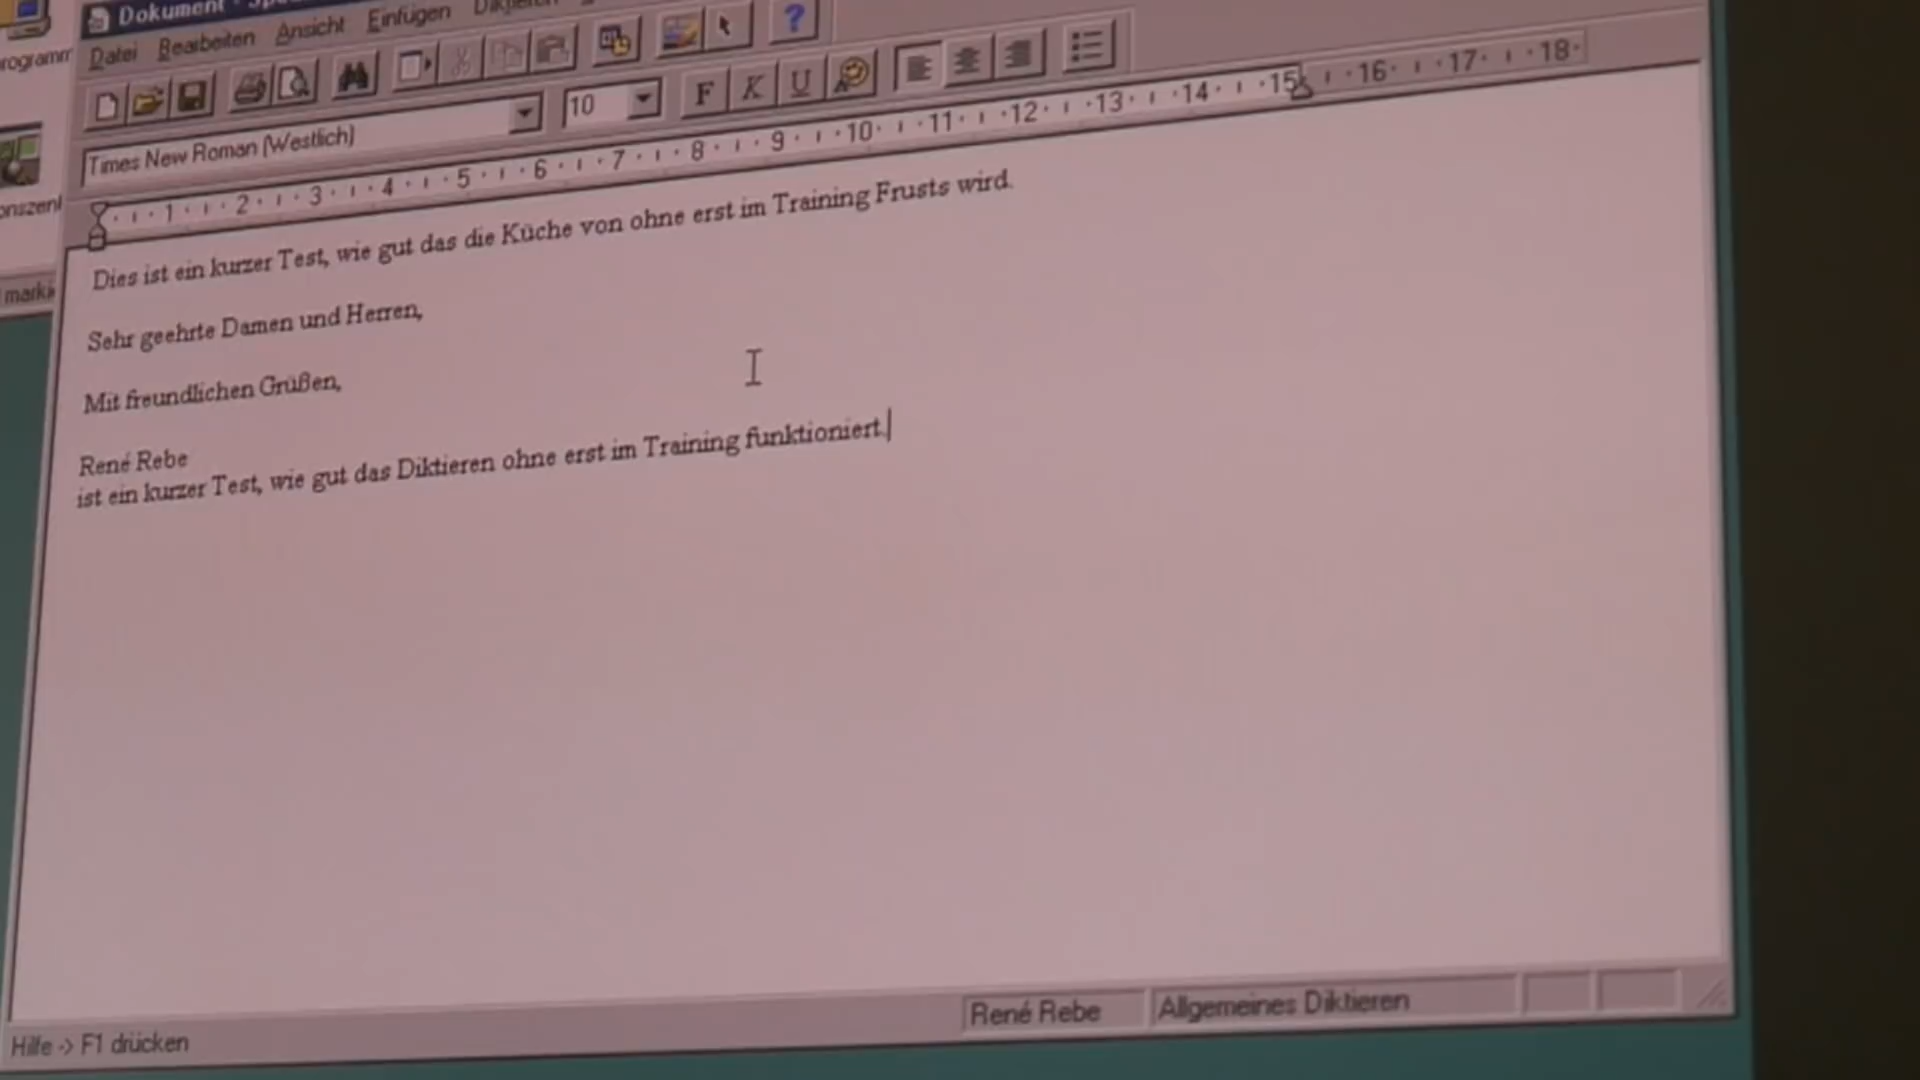 Dokument
Datei Bearbeiten Ansicht Einfügen
Times New Roman (Westlich)
10
F K U
1 2 3 4 5 6 7 8 9 10 11 12 13 14 15 16 17 18
Dies ist ein kurzer Test, wie gut das die Küche von ohne erst im Training Frusts wird.
Sehr geehrte Damen und Herren,
Mit freundlichen Grüßen,
René Rebe
ist ein kurzer Test, wie gut das Diktieren ohne erst im Training funktioniert.
Hilfe -> F1 drücken
René Rebe
Allgemeines Diktieren